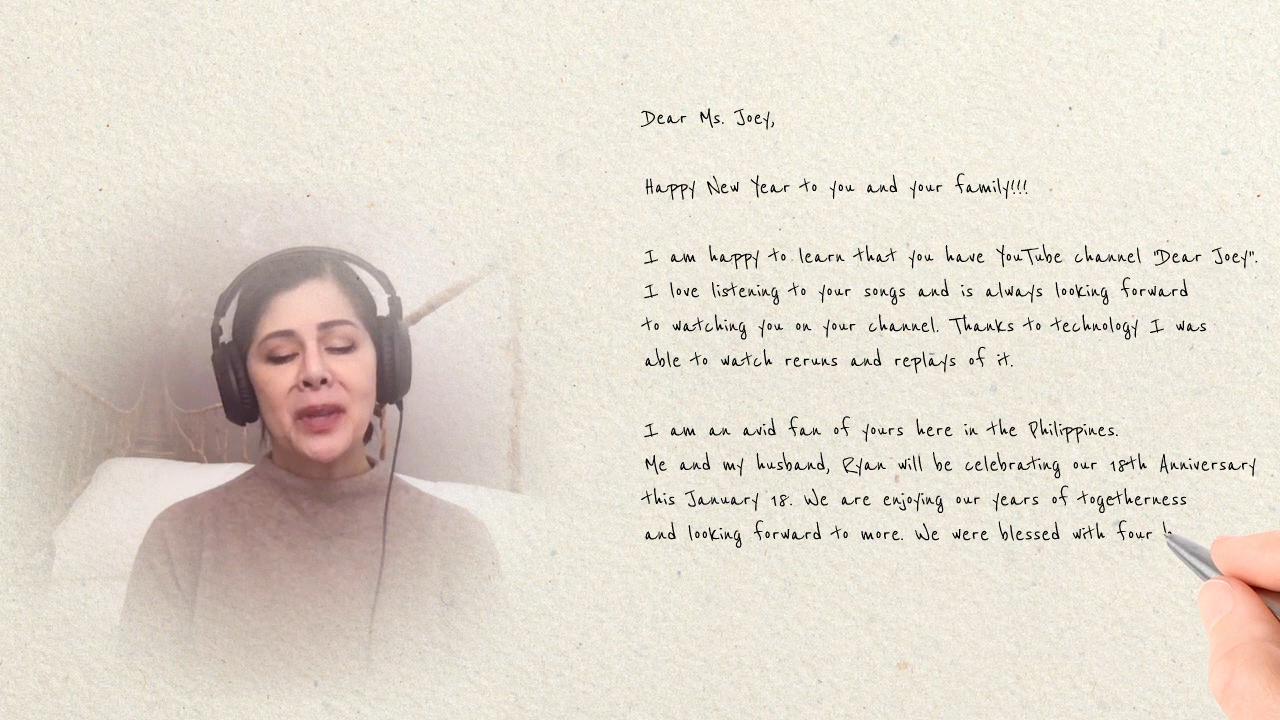 Dear Ms. Joey,
Happy New Year to you and your family!!!
I am happy to learn that you have YouTube channel "Dear Joey".
I love listening to your songs and is always looking forward
to watching you on your channel. Thanks to technology I was
able to watch reruns and replays of it.
I am an avid fan of yours here in the Philippines.
Me and my husband, Ryan will be celebrating our 18th Anniversary
this January 18. We are enjoying our years of togetherness
and looking forward to more. We were blessed with four